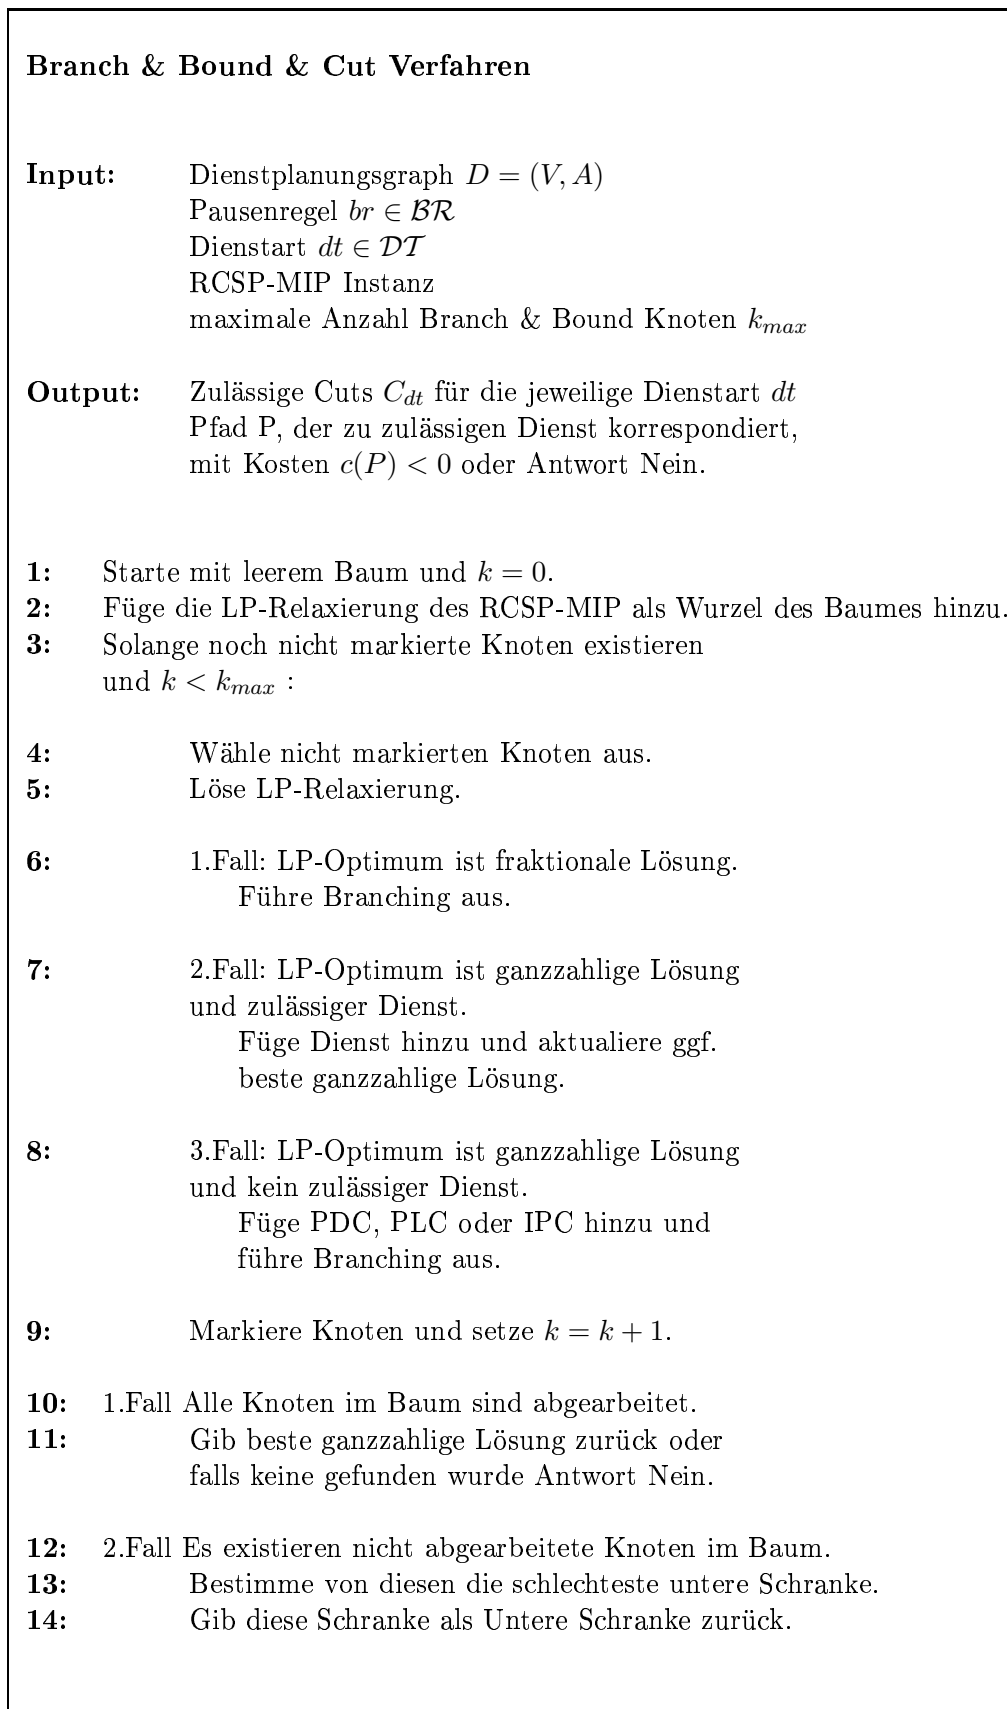 Branch & Bound & Cut Verfahren
Input: Dienstplanungsgraph D = (V, A)
Pausenregel br ∈ ℬℛ
Dienstart dt ∈ 𝒟𝒯
RCSP-MIP Instanz
maximale Anzahl Branch & Bound Knoten k_{max}
Output: Zulässige Cuts C_{dt} für die jeweilige Dienstart dt
Pfad P, der zu zulässigen Dienst korrespondiert,
mit Kosten c(P) < 0 oder Antwort Nein.
1: Starte mit leerem Baum und k = 0.
2: Füge die LP-Relaxierung des RCSP-MIP als Wurzel des Baumes hinzu.
3: Solange noch nicht markierte Knoten existieren
und k < k_{max} :
4: Wähle nicht markierten Knoten aus.
5: Löse LP-Relaxierung.
6: 1.Fall: LP-Optimum ist fraktionale Lösung.
Führe Branching aus.
7: 2.Fall: LP-Optimum ist ganzzahlige Lösung
und zulässiger Dienst.
Füge Dienst hinzu und aktualiere ggf.
beste ganzzahlige Lösung.
8: 3.Fall: LP-Optimum ist ganzzahlige Lösung
und kein zulässiger Dienst.
Füge PDC, PLC oder IPC hinzu und
führe Branching aus.
9: Markiere Knoten und setze k = k + 1.
10: 1.Fall Alle Knoten im Baum sind abgearbeitet.
11: Gib beste ganzzahlige Lösung zurück oder
falls keine gefunden wurde Antwort Nein.
12: 2.Fall Es existieren nicht abgearbeitete Knoten im Baum.
13: Bestimme von diesen die schlechteste untere Schranke.
14: Gib diese Schranke als Untere Schranke zurück.